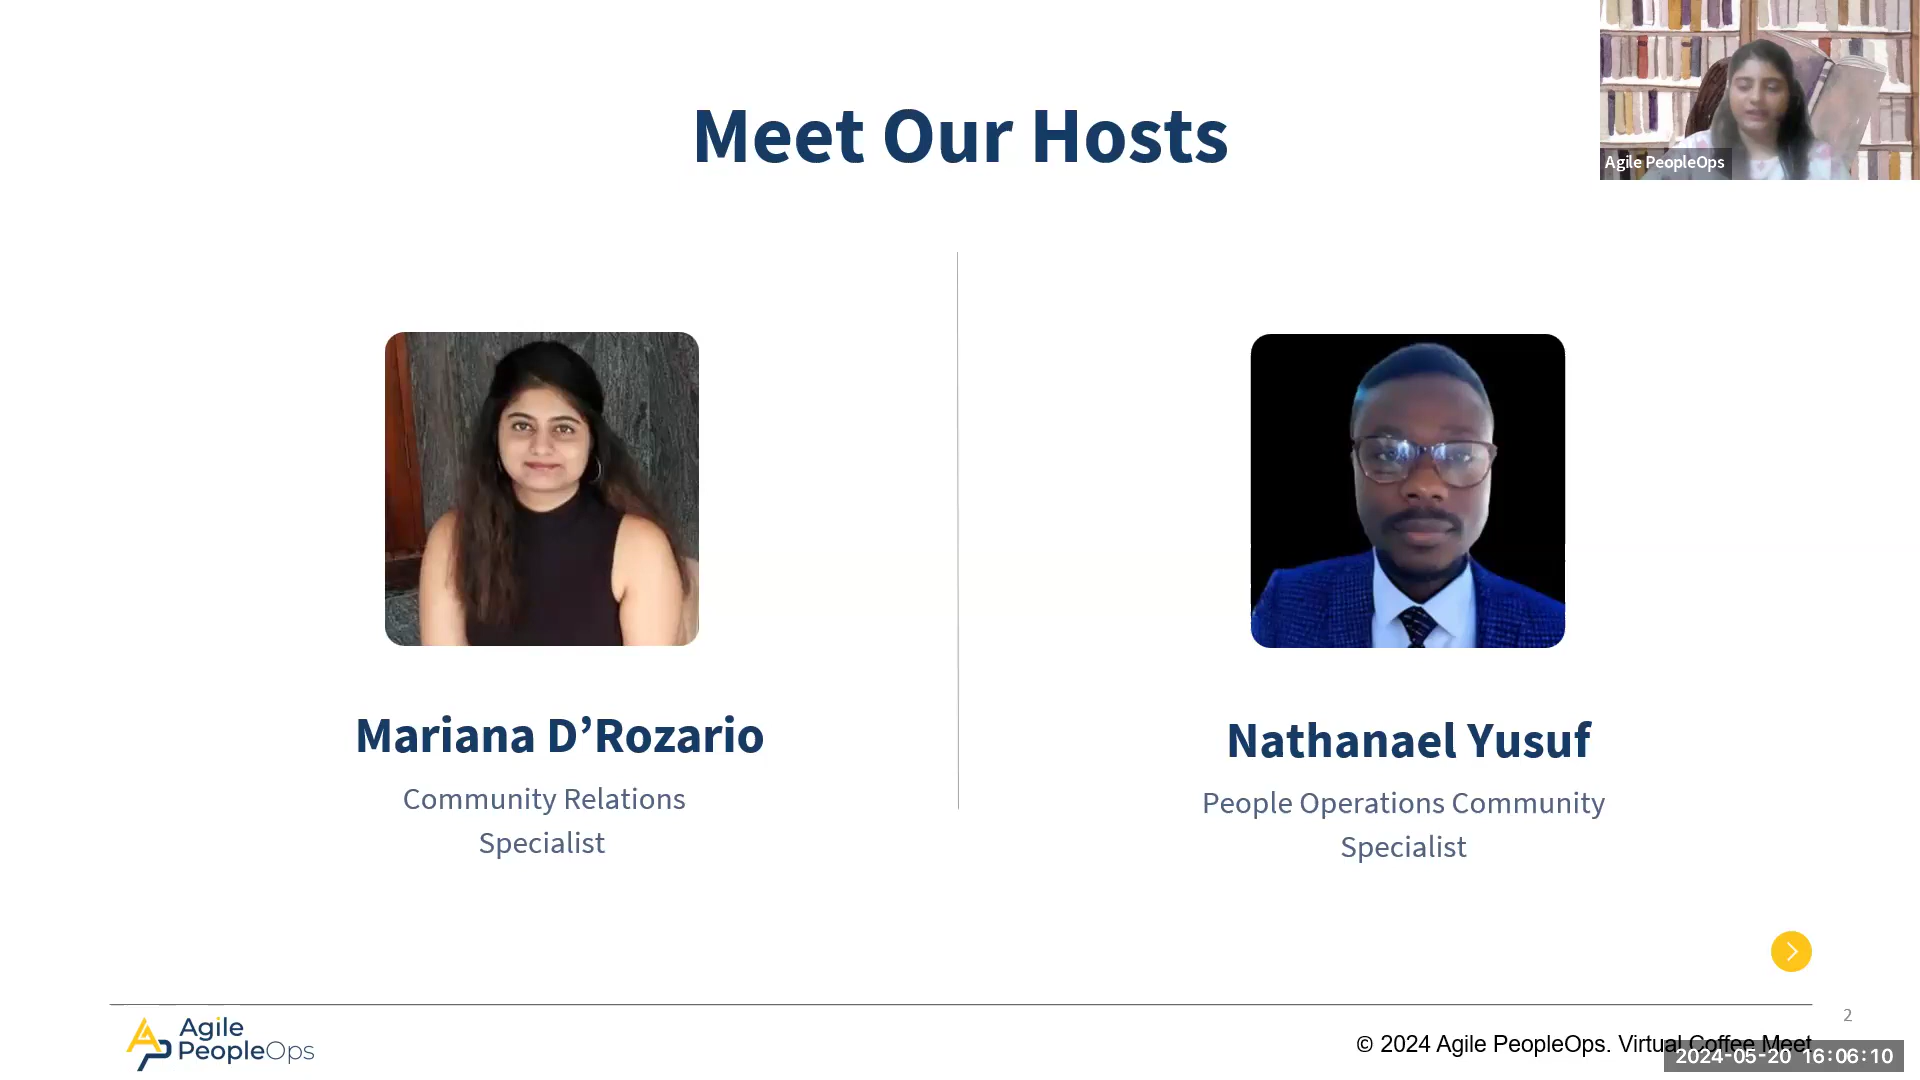 Meet Our Hosts
Agile PeopleOps
Mariana D’Rozario
Community Relations
Specialist
Nathanael Yusuf
People Operations Community
Specialist
2
Agile
PeopleOps
© 2024 Agile PeopleOps. Virtual Coffee Meet
2024-05-20 16:06:10